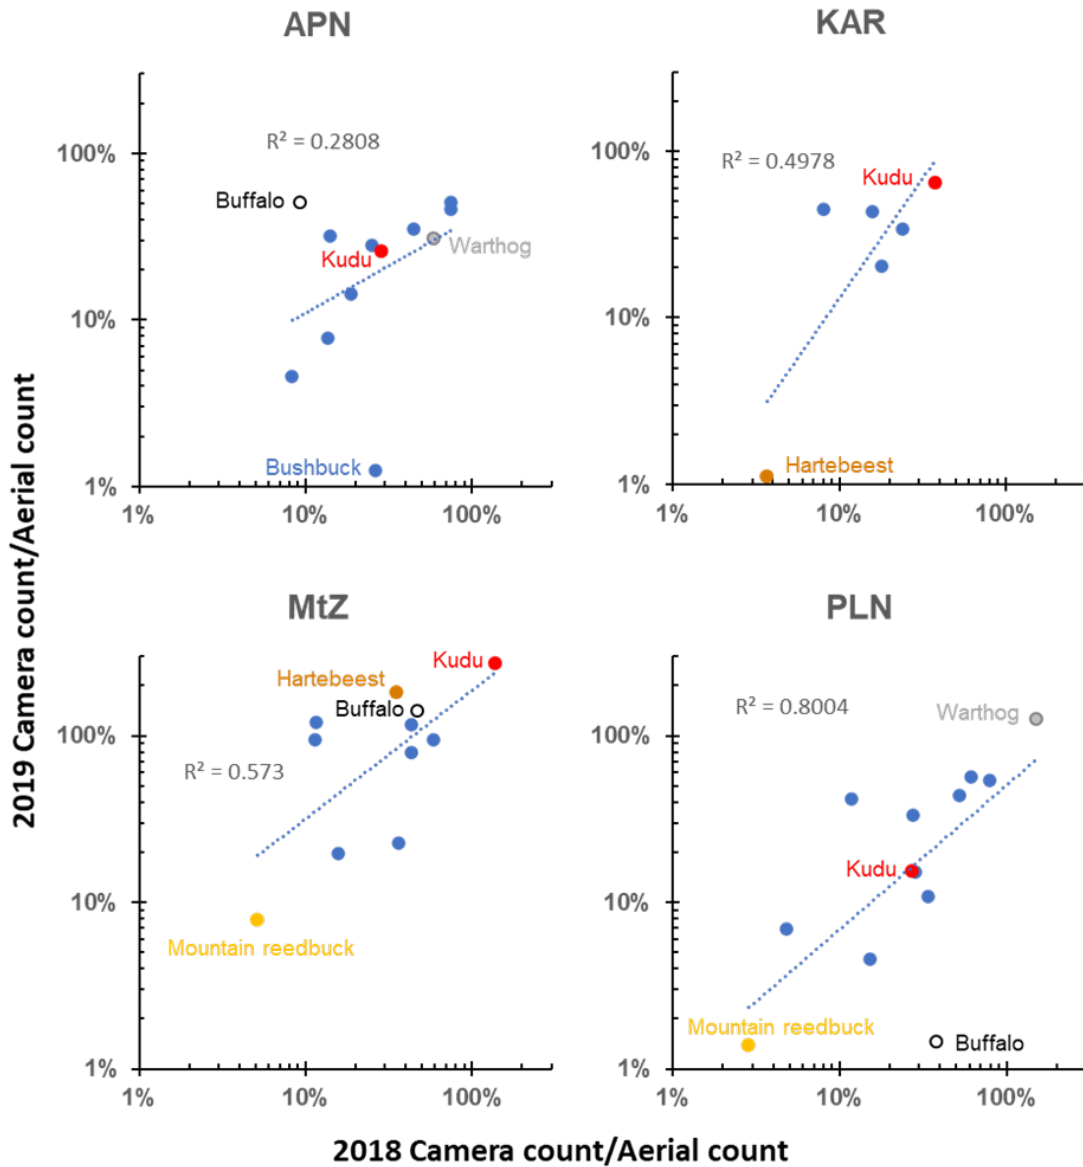 APN
KAR
R² = 0.2808
Buffalo
Kudu
Warthog
Bushbuck
100%
10%
1%
1%
10%
100%
R² = 0.4978
Kudu
Hartebeest
100%
10%
1%
1%
10%
100%
2019 Camera count/Aerial count
MtZ
PLN
Kudu
Hartebeest
Buffalo
R² = 0.573
Mountain reedbuck
100%
10%
1%
1%
10%
100%
R² = 0.8004
Warthog
Kudu
Mountain reedbuck
Buffalo
100%
10%
1%
1%
10%
100%
2018 Camera count/Aerial count